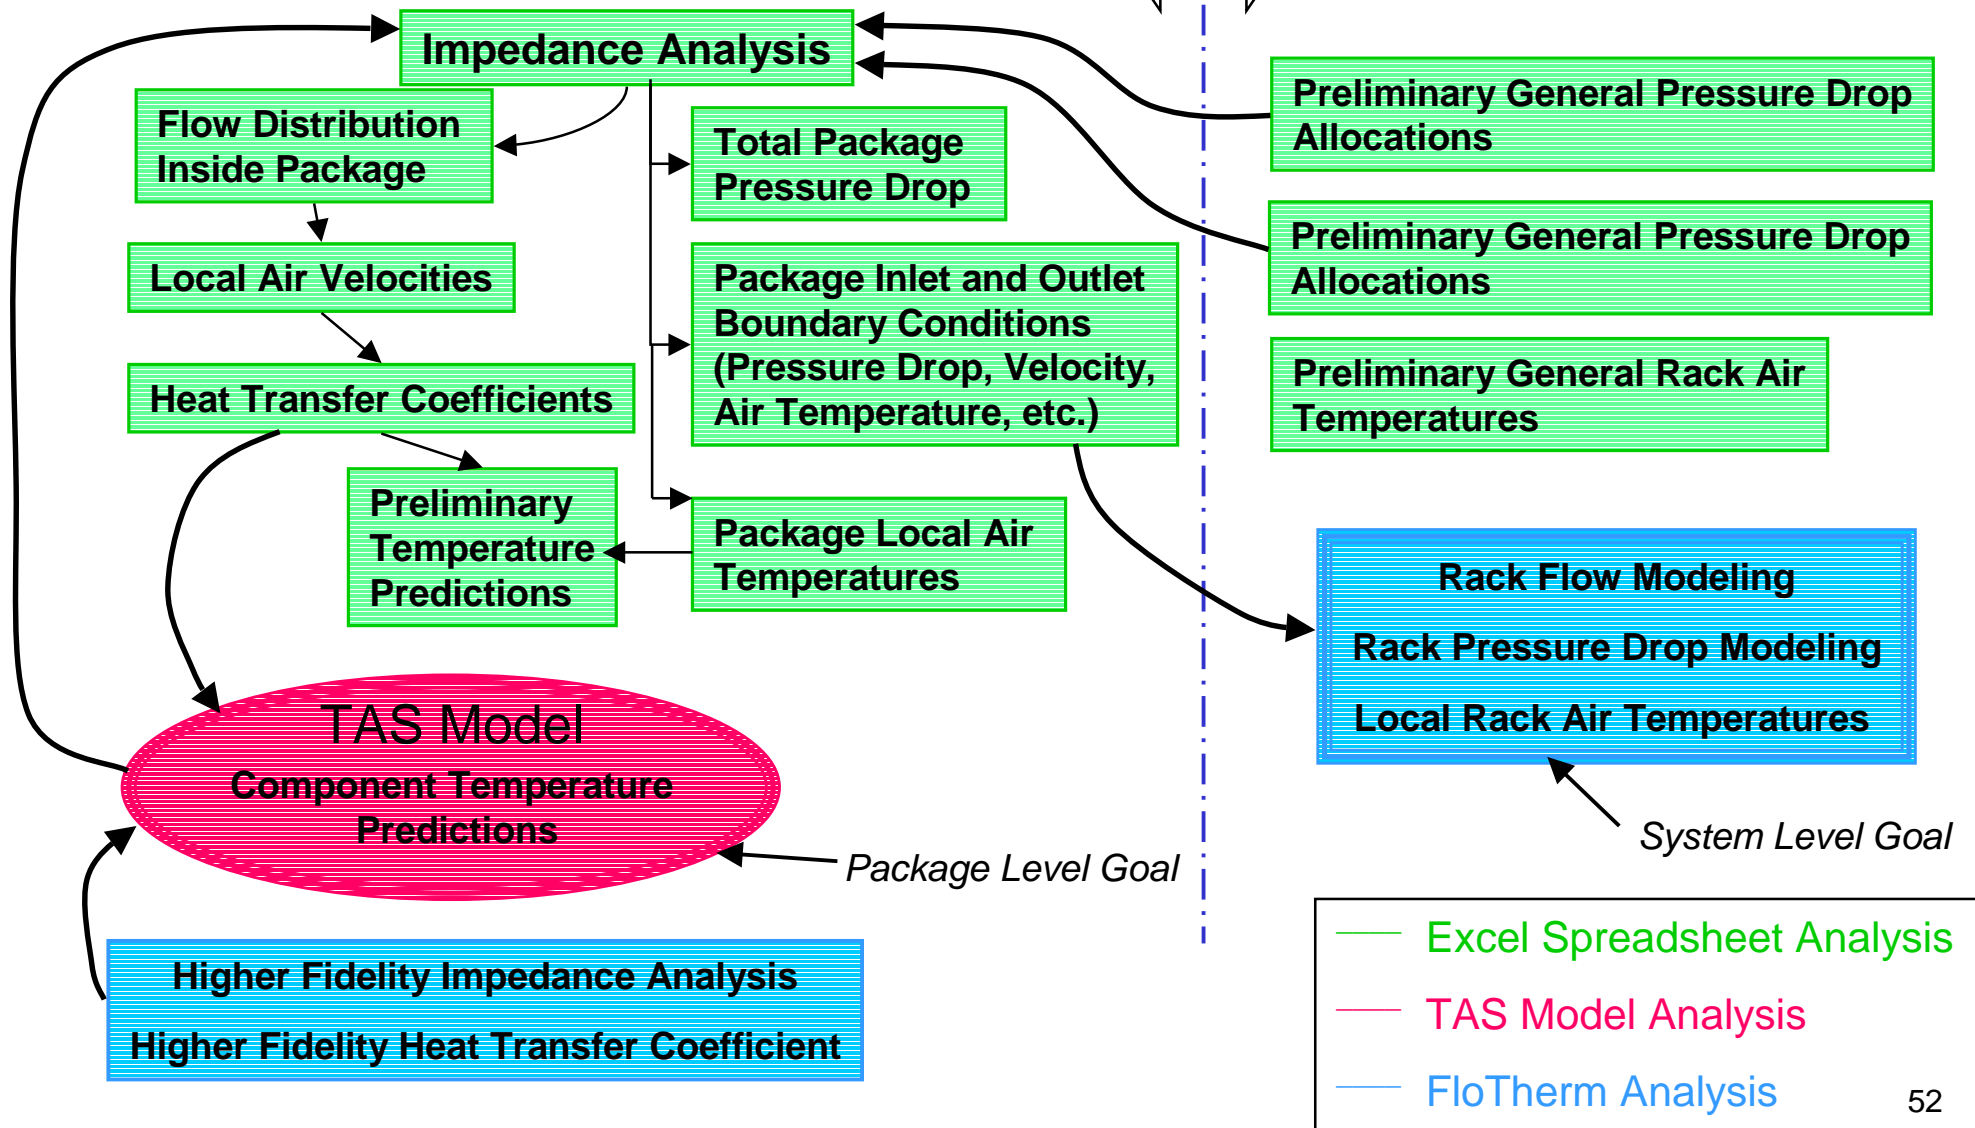 Impedance Analysis
Flow Distribution
Inside Package
Local Air Velocities
Heat Transfer Coefficients
Preliminary
Temperature
Predictions
Total Package
Pressure Drop
Package Inlet and Outlet
Boundary Conditions
(Pressure Drop, Velocity,
Air Temperature, etc.)
Package Local Air
Temperatures
TAS Model
Component Temperature
Predictions
Package Level Goal
Higher Fidelity Impedance Analysis
Higher Fidelity Heat Transfer Coefficient
Preliminary General Pressure Drop
Allocations
Preliminary General Pressure Drop
Allocations
Preliminary General Rack Air
Temperatures
Rack Flow Modeling
Rack Pressure Drop Modeling
Local Rack Air Temperatures
System Level Goal
Excel Spreadsheet Analysis
TAS Model Analysis
FloTherm Analysis
52